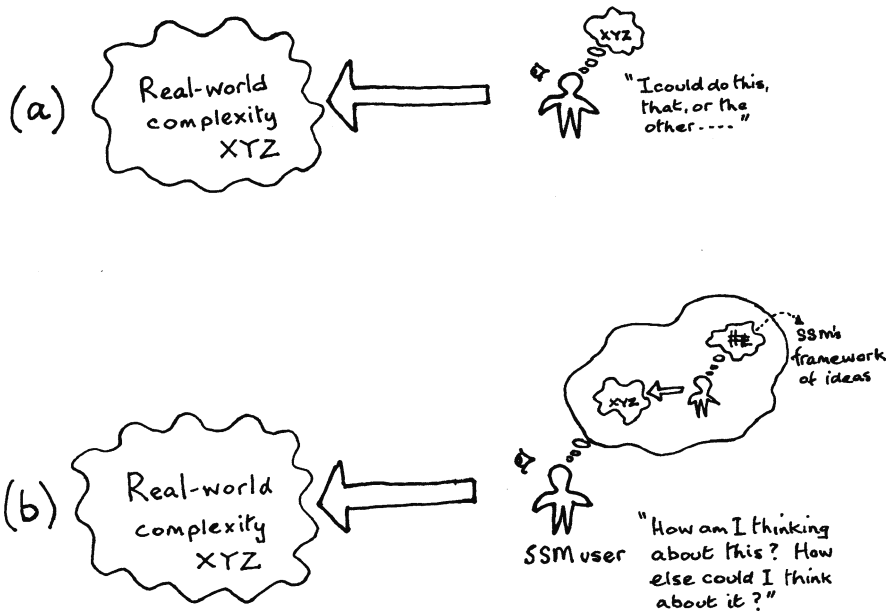 (a)
Real-world
complexity
XYZ
XYZ
"I could do this,
that, or the
other ----"
(b)
Real-world
complexity
XYZ
XYZ
SSM's
framework
of ideas
SSM user
"How am I thinking
about this? How
else could I think
about it?"